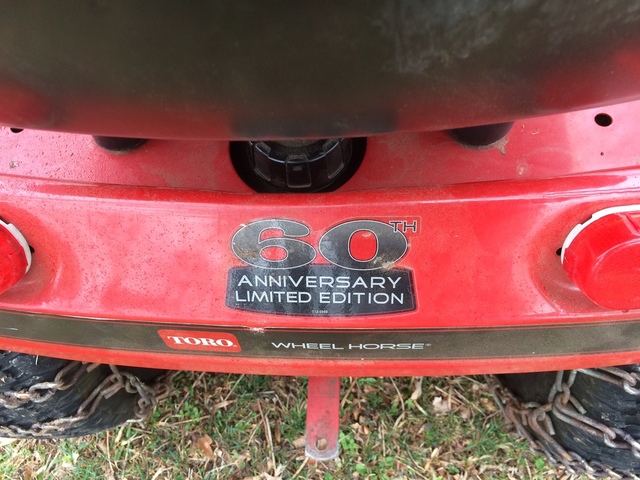 60TH
ANNIVERSARY
LIMITED EDITION
TORO. WHEEL HORSE®